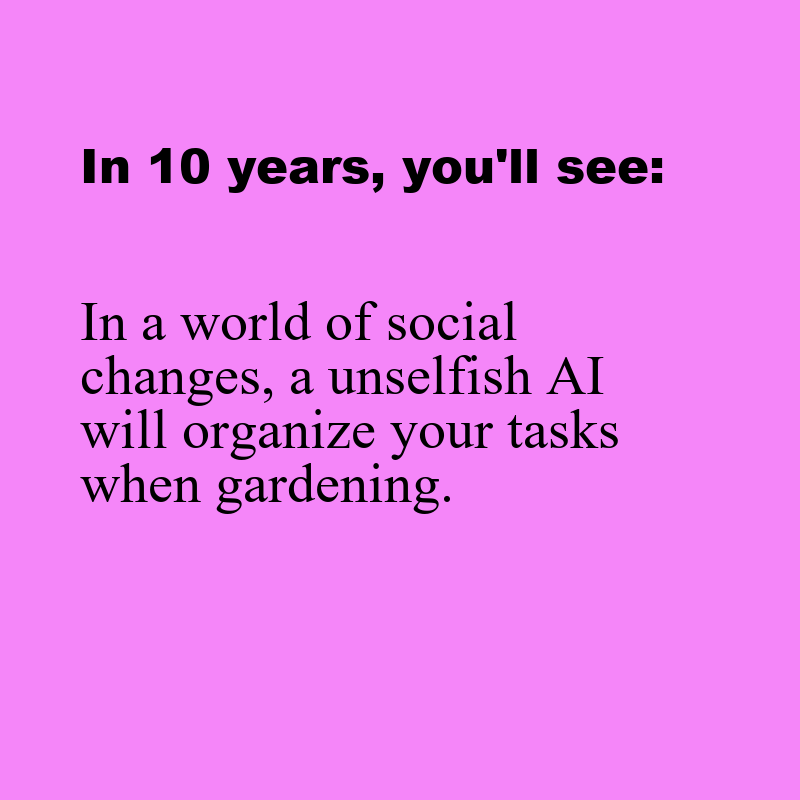 In 10 years, you'll see:
In a world of social
changes, a unselfish AI
will organize your tasks
when gardening.